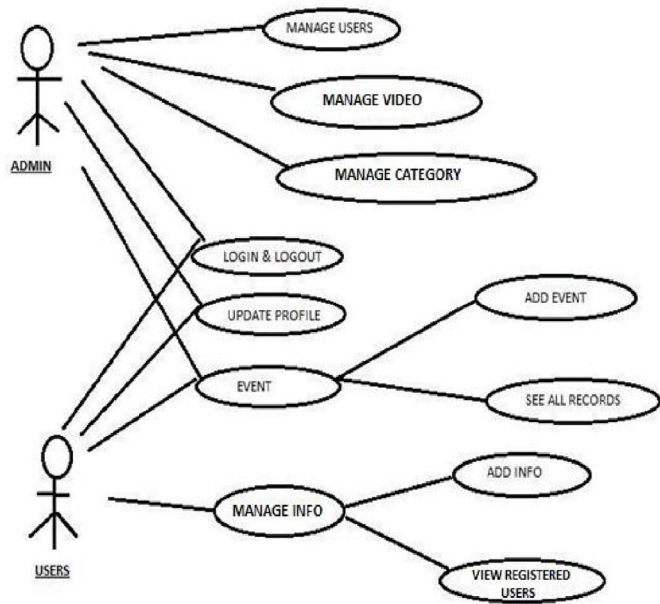 MANAGE USERS
MANAGE VIDEO
ADMIN
MANAGE CATEGORY
LOGIN & LOGOUT
ADD EVENT
UPDATE PROFILE
EVENT
SEE ALL RECORDS
ADD INFO
MANAGE INFO
USERS
VIEW REGISTERED
USERS